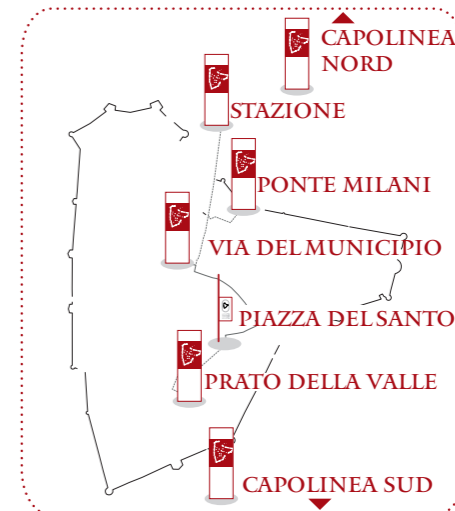 CAPOLINEA
NORD
STAZIONE
PONTE MILANI
VIA DEL MUNICIPIO
PIAZZA DEL SANTO
PRATO DELLA VALLE
CAPOLINEA SUD